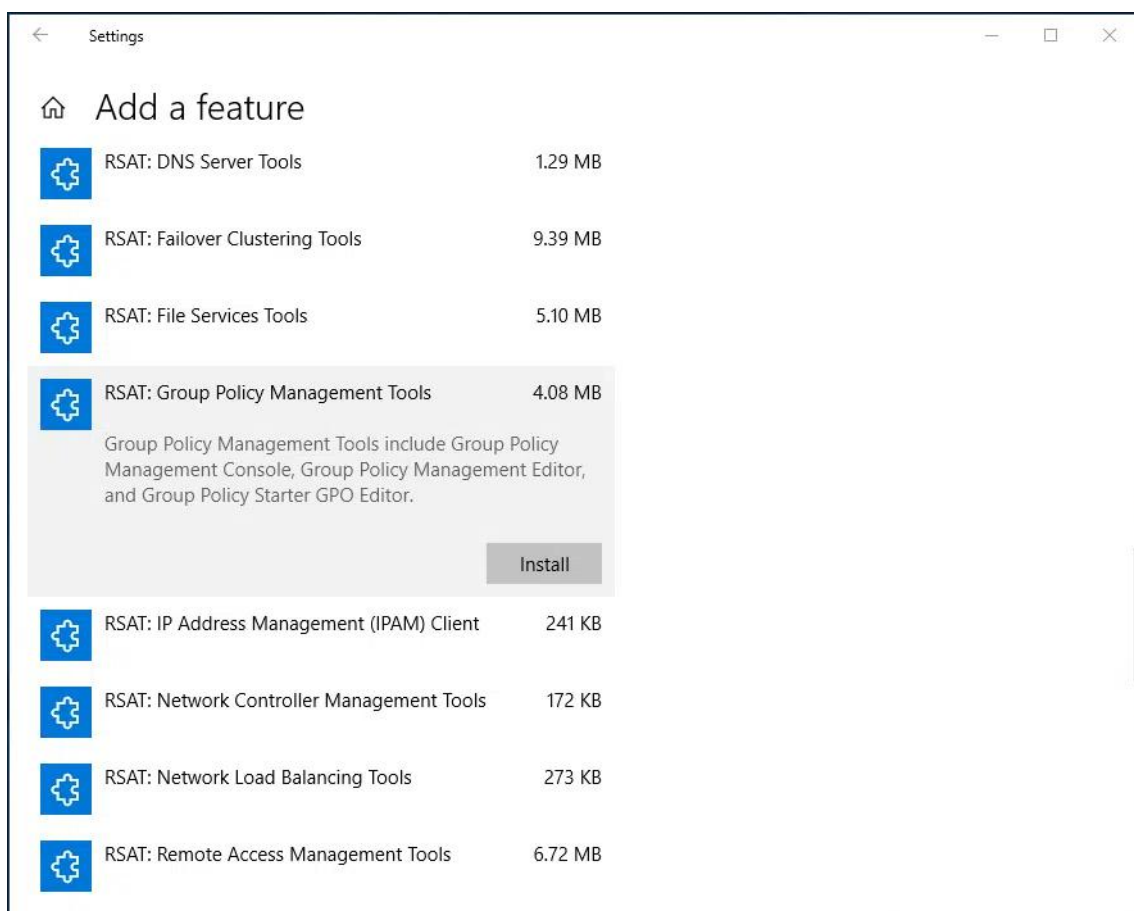 Settings
Add a feature
RSAT: DNS Server Tools 1.29 MB
RSAT: Failover Clustering Tools 9.39 MB
RSAT: File Services Tools 5.10 MB
RSAT: Group Policy Management Tools 4.08 MB
Group Policy Management Tools include Group Policy
Management Console, Group Policy Management Editor,
and Group Policy Starter GPO Editor.
Install
RSAT: IP Address Management (IPAM) Client 241 KB
RSAT: Network Controller Management Tools 172 KB
RSAT: Network Load Balancing Tools 273 KB
RSAT: Remote Access Management Tools 6.72 MB